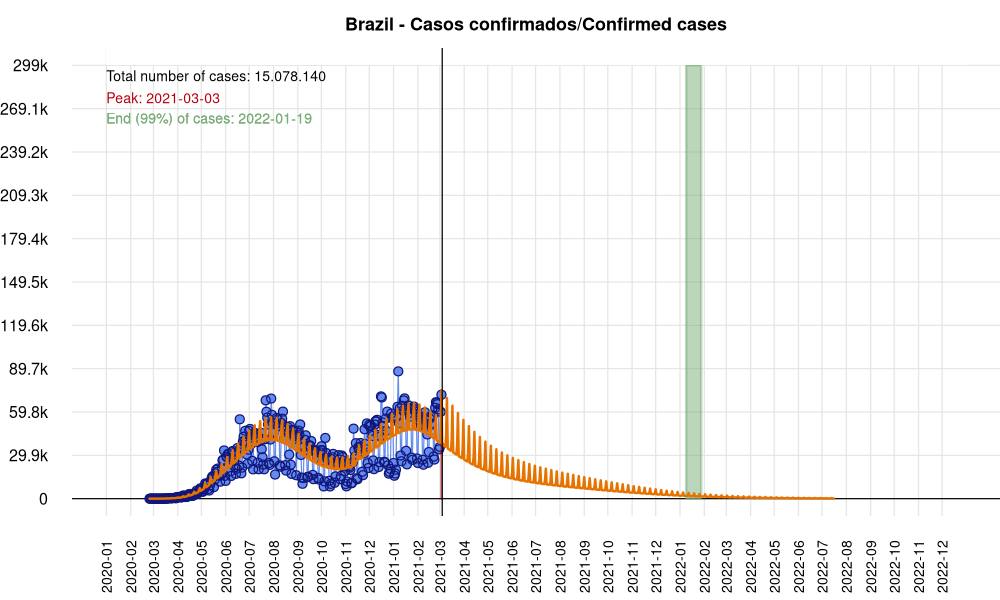 Brazil - Casos confirmados/Confirmed cases
299k
269.1k
239.2k
209.3k
179.4k
149.5k
119.6k
89.7k
59.8k
29.9k
0
Total number of cases: 15.078.140
Peak: 2021-03-03
End (99%) of cases: 2022-01-19
2020-01
2020-02
2020-03
2020-04
2020-05
2020-06
2020-07
2020-08
2020-09
2020-10
2020-11
2020-12
2021-01
2021-02
2021-03
2021-04
2021-05
2021-06
2021-07
2021-08
2021-09
2021-10
2021-11
2021-12
2022-01
2022-02
2022-03
2022-04
2022-05
2022-06
2022-07
2022-08
2022-09
2022-10
2022-11
2022-12